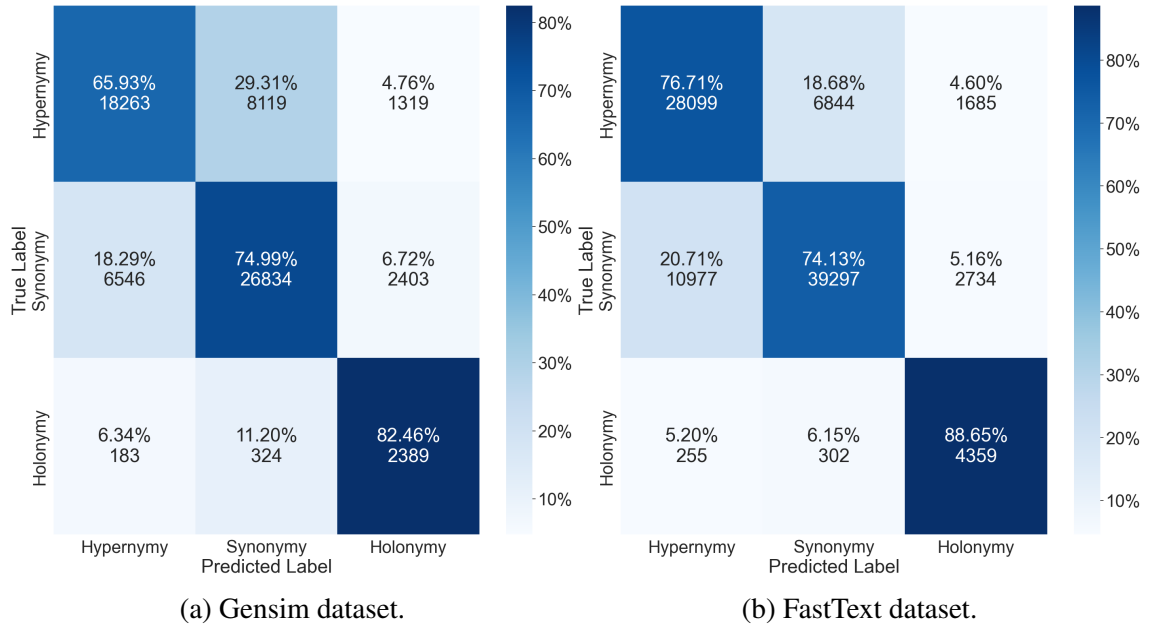 80%
70%
60%
50%
40%
30%
20%
10%
True Label
Hypernymy
Synonymy
Holonymy
65.93%
18263
29.31%
8119
4.76%
1319
18.29%
6546
74.99%
26834
6.72%
2403
6.34%
183
11.20%
324
82.46%
2389
Hypernymy
Synonymy
Holonymy
Predicted Label
(a) Gensim dataset.
80%
70%
60%
50%
40%
30%
20%
10%
True Label
Hypernymy
Synonymy
Holonymy
76.71%
28099
18.68%
6844
4.60%
1685
20.71%
10977
74.13%
39297
5.16%
2734
5.20%
255
6.15%
302
88.65%
4359
Hypernymy
Synonymy
Holonymy
Predicted Label
(b) FastText dataset.